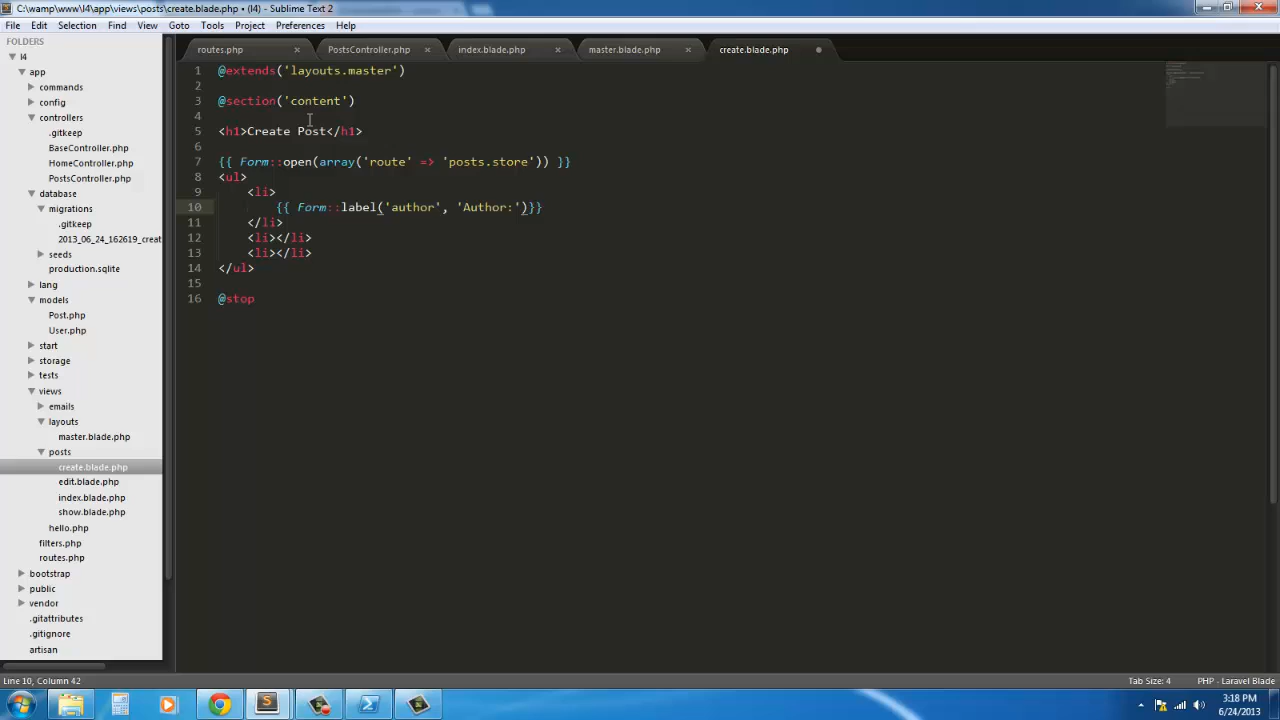 C:\wamp\www\l4\app\views\posts\create.blade.php • (l4) - Sublime Text 2
File Edit Selection Find View Goto Tools Project Preferences Help
FOLDERS
l4
app
commands
config
controllers
.gitkeep
BaseController.php
HomeController.php
PostsController.php
database
migrations
.gitkeep
2013_06_24_162619_creat
seeds
production.sqlite
lang
models
Post.php
User.php
start
storage
tests
views
emails
layouts
master.blade.php
posts
create.blade.php
edit.blade.php
index.blade.php
show.blade.php
hello.php
filters.php
routes.php
bootstrap
public
vendor
.gitattributes
.gitignore
artisan
routes.php PostsController.php index.blade.php master.blade.php create.blade.php
1 @extends('layouts.master')
2
3 @section('content')
4
5 <h1>Create Post</h1>
6
7 {{ Form::open(array('route' => 'posts.store')) }}
8 <ul>
9 <li>
10 {{ Form::label('author', 'Author:')}}
11 </li>
12 <li></li>
13 <li></li>
14 </ul>
15
16 @stop
Line 10, Column 42 Tab Size: 4 PHP - Laravel Blade
3:18 PM
6/24/2013